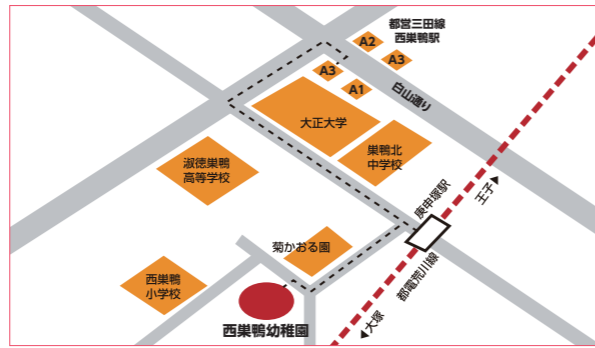 都営三田線
西巣鴨駅
A2
A3
A3
A1
白山通り
大正大学
巣鴨北
中学校
淑徳巣鴨
高等学校
庚申塚駅
王子▶
菊かおる園
都電荒川線
◀大塚
西巣鴨
小学校
西巣鴨幼稚園